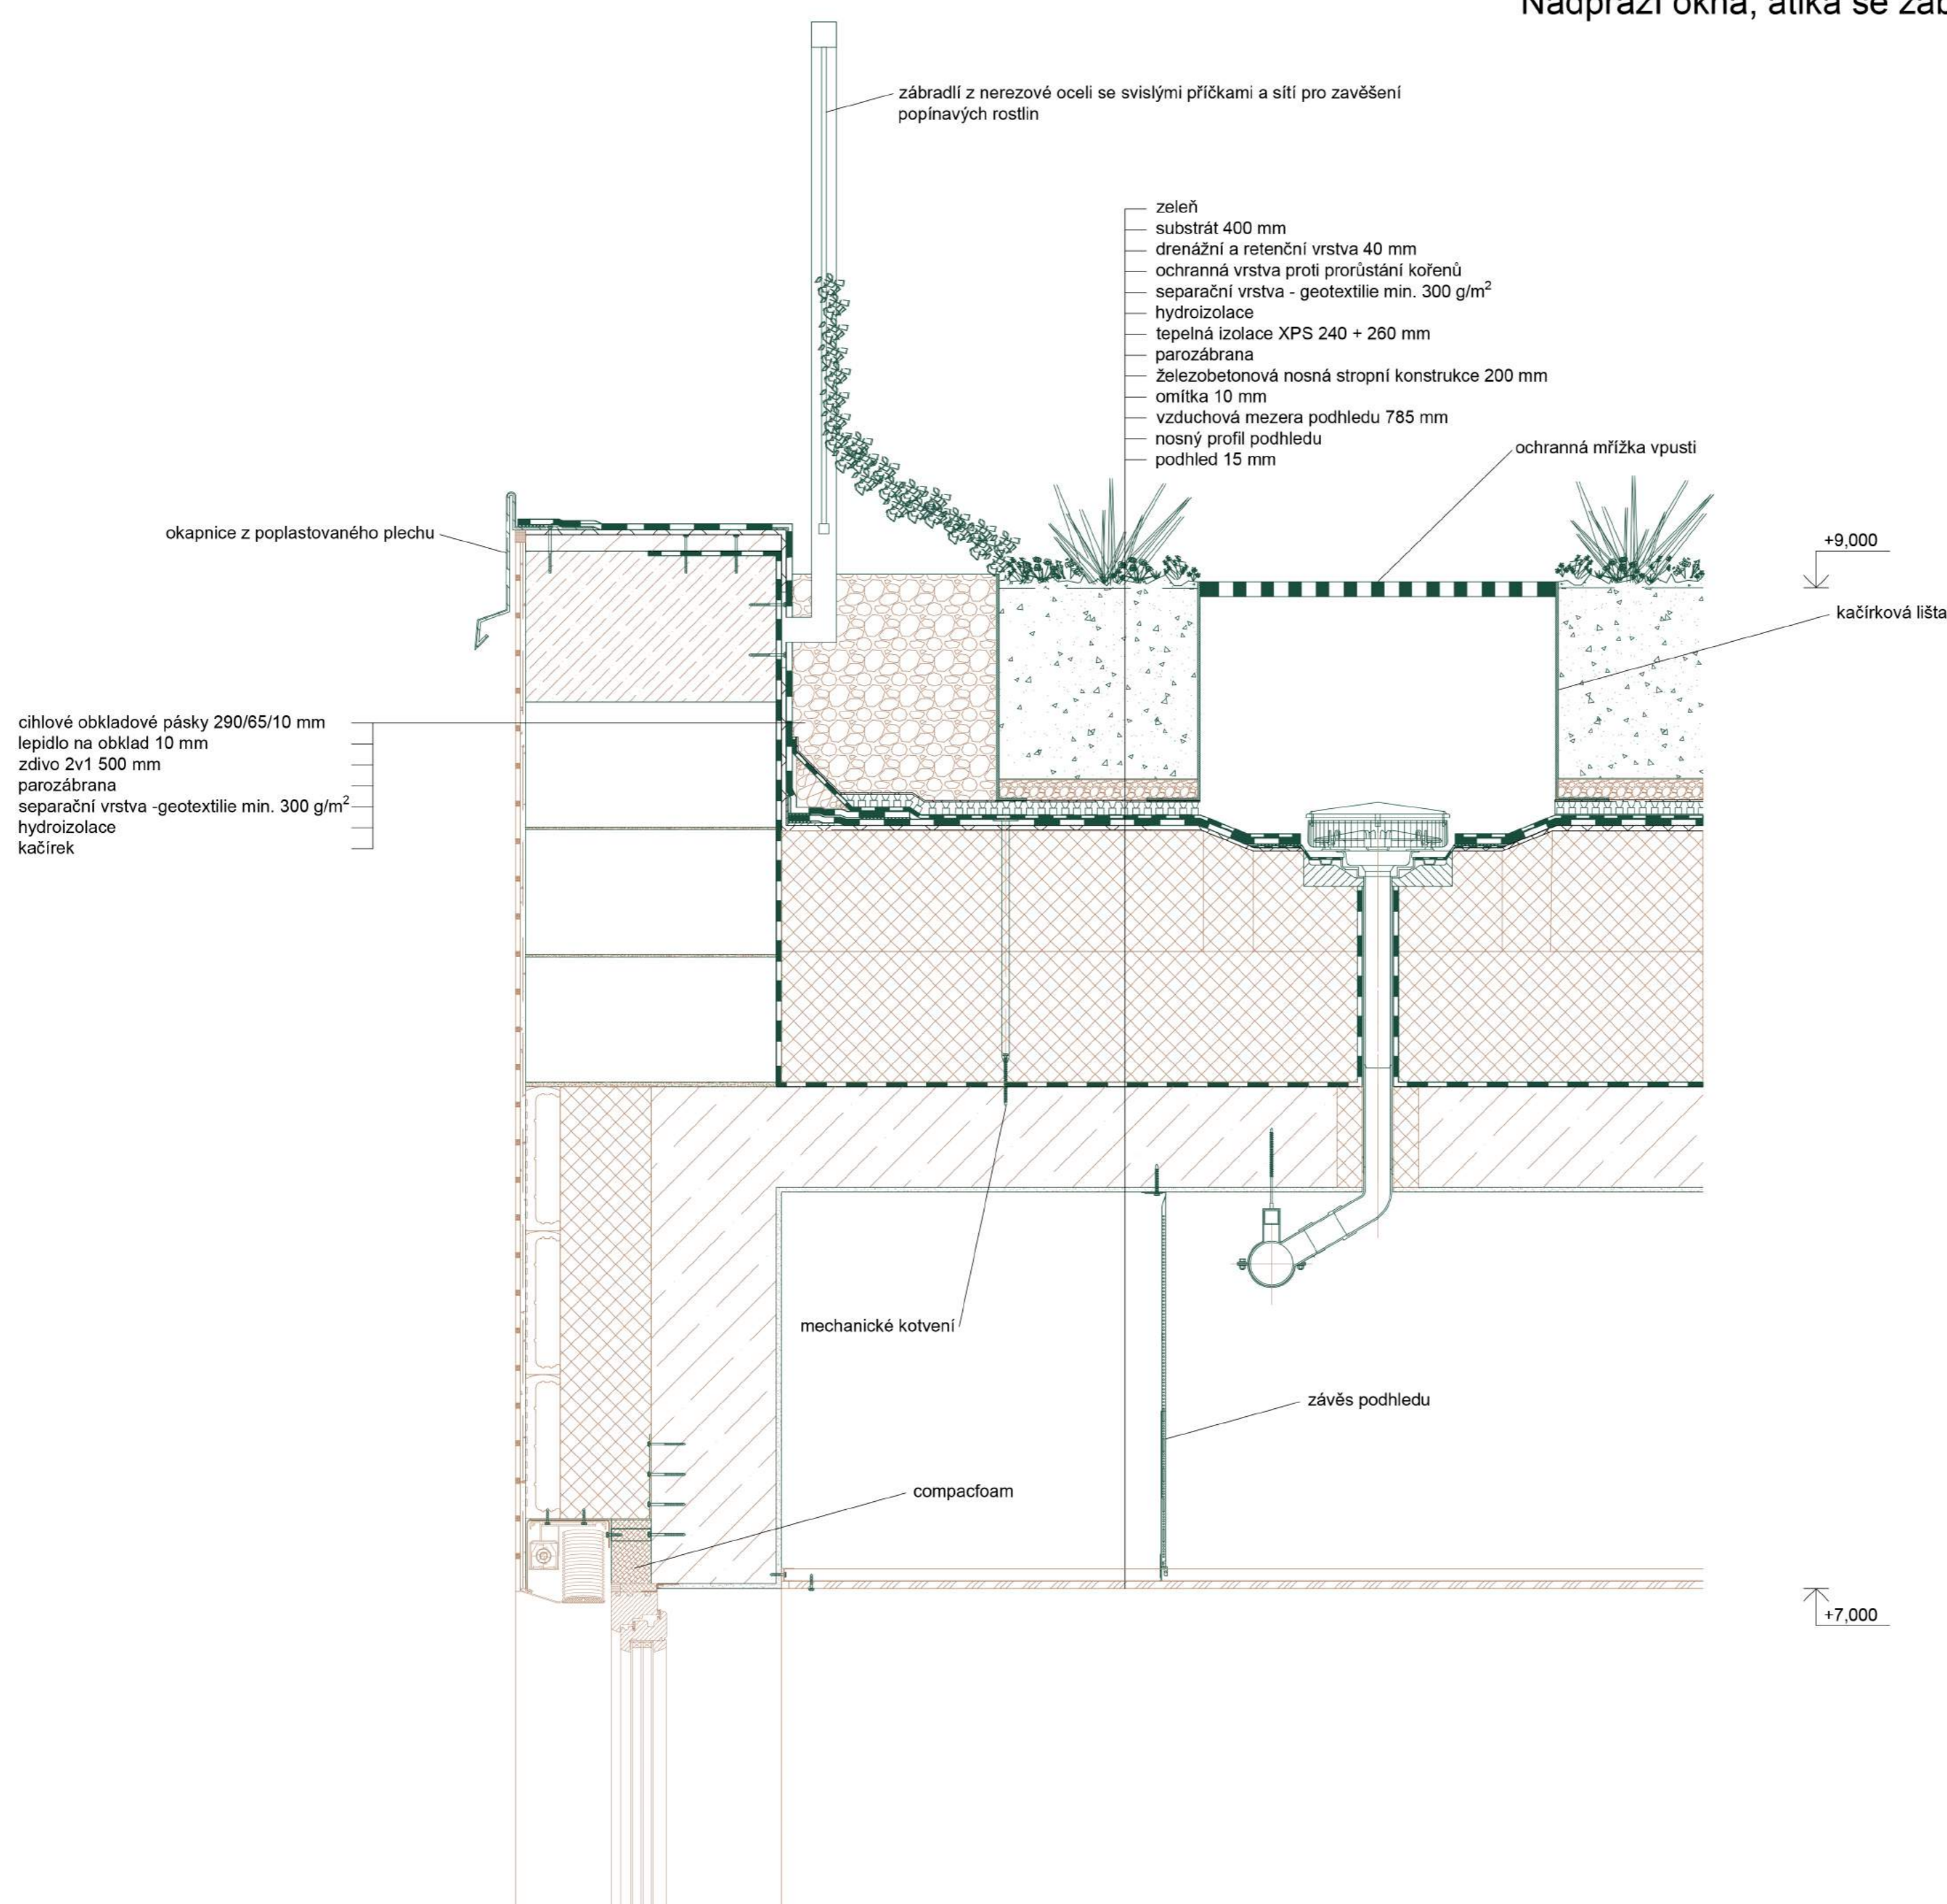 Nadpraží okna, atika se záb
zábradlí z nerezové oceli se svislými příčkami a sítí pro zavěšení
popínavých rostlin
zeleň
substrát 400 mm
drenážní a retenční vrstva 40 mm
ochranná vrstva proti prorůstání kořenů
separační vrstva - geotextilie min. 300 g/m²
hydroizolace
tepelná izolace XPS 240 + 260 mm
parozábrana
železobetonová nosná stropní konstrukce 200 mm
omítka 10 mm
vzduchová mezera podhledu 785 mm
nosný profil podhledu
podhled 15 mm
ochranná mřížka vpusti
okapnice z poplastovaného plechu
+9,000
kačírková lišta
cihlové obkladové pásky 290/65/10 mm
lepidlo na obklad 10 mm
zdivo 2v1 500 mm
parozábrana
separační vrstva -geotextilie min. 300 g/m²
hydroizolace
kačírek
mechanické kotvení
závěs podhledu
compacfoam
+7,000